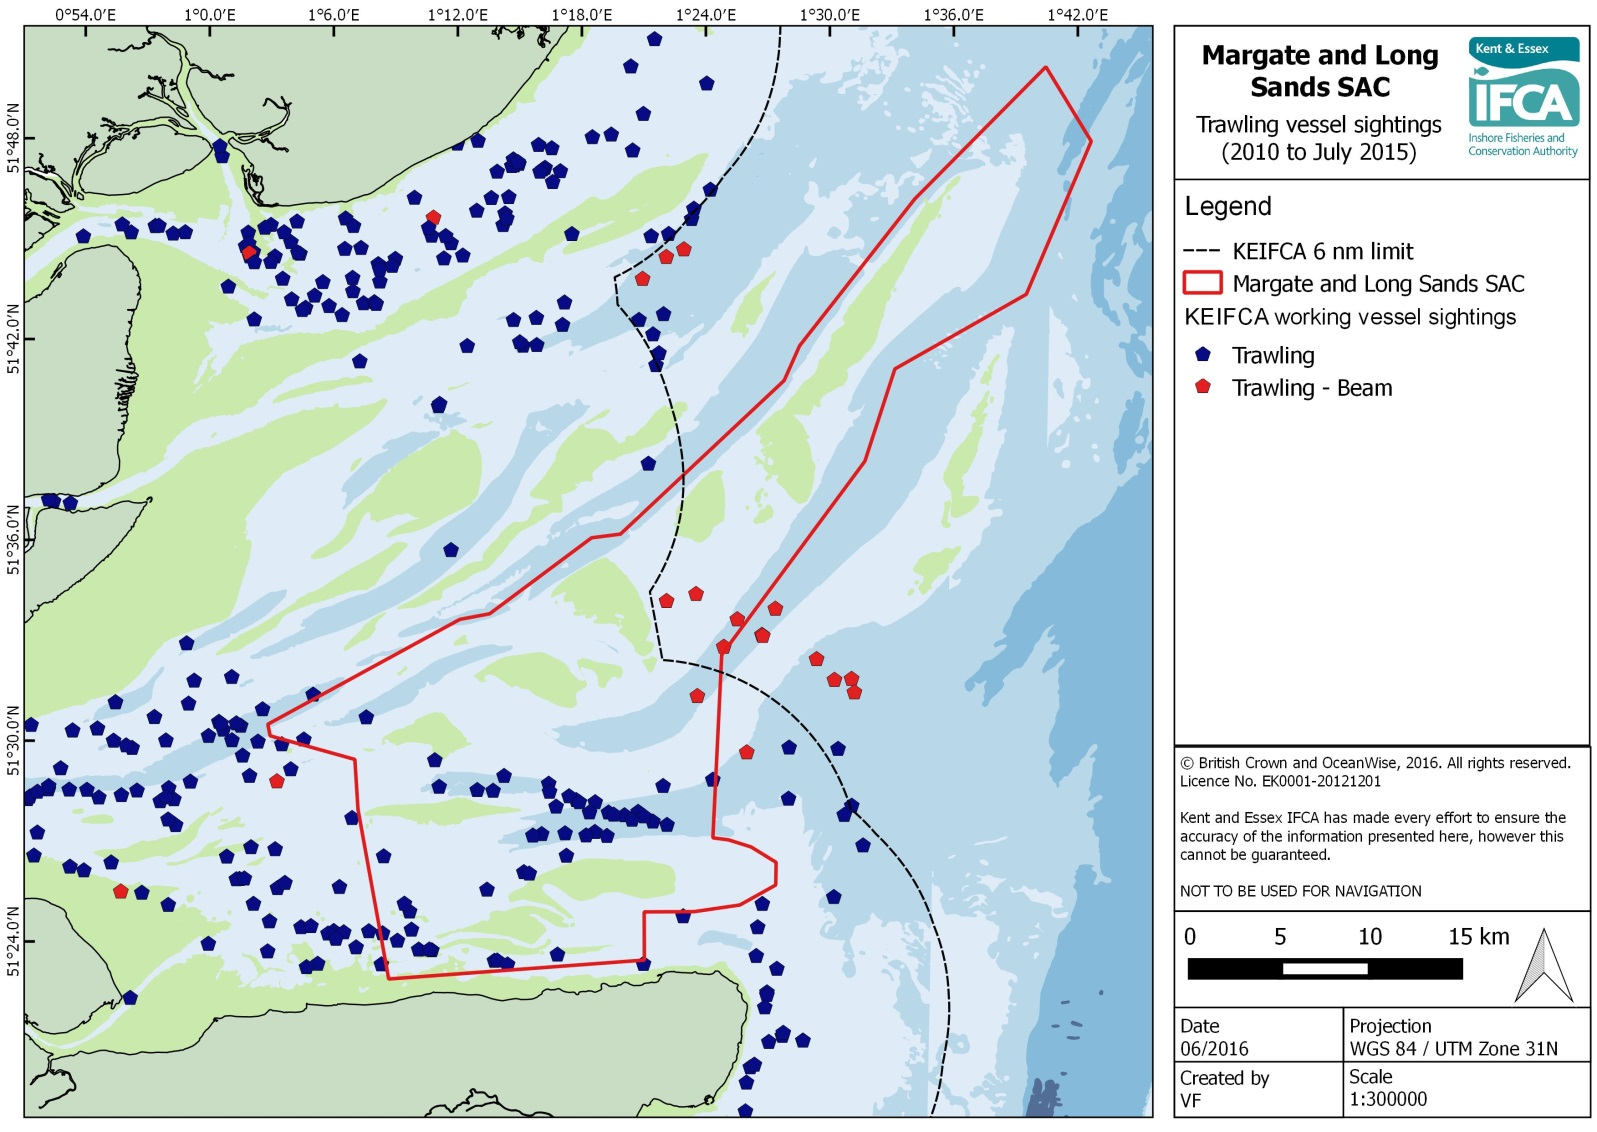 0°54.0'E 1°0.0'E 1°6.0'E 1°12.0'E 1°18.0'E 1°24.0'E 1°30.0'E 1°36.0'E 1°42.0'E
51°48.0'N
51°42.0'N
51°36.0'N
51°30.0'N
51°24.0'N
Margate and Long
Sands SAC
Trawling vessel sightings
(2010 to July 2015)
Kent & Essex
IFCA
Inshore Fisheries and
Conservation Authority
Legend
KEIFCA 6 nm limit
Margate and Long Sands SAC
KEIFCA working vessel sightings
Trawling
Trawling - Beam
© British Crown and OceanWise, 2016. All rights reserved.
Licence No. EK0001-20121201
Kent and Essex IFCA has made every effort to ensure the
accuracy of the information presented here, however this
cannot be guaranteed.
NOT TO BE USED FOR NAVIGATION
0 5 10 15 km
Date
06/2016
Projection
WGS 84 / UTM Zone 31N
Created by
VF
Scale
1:300000